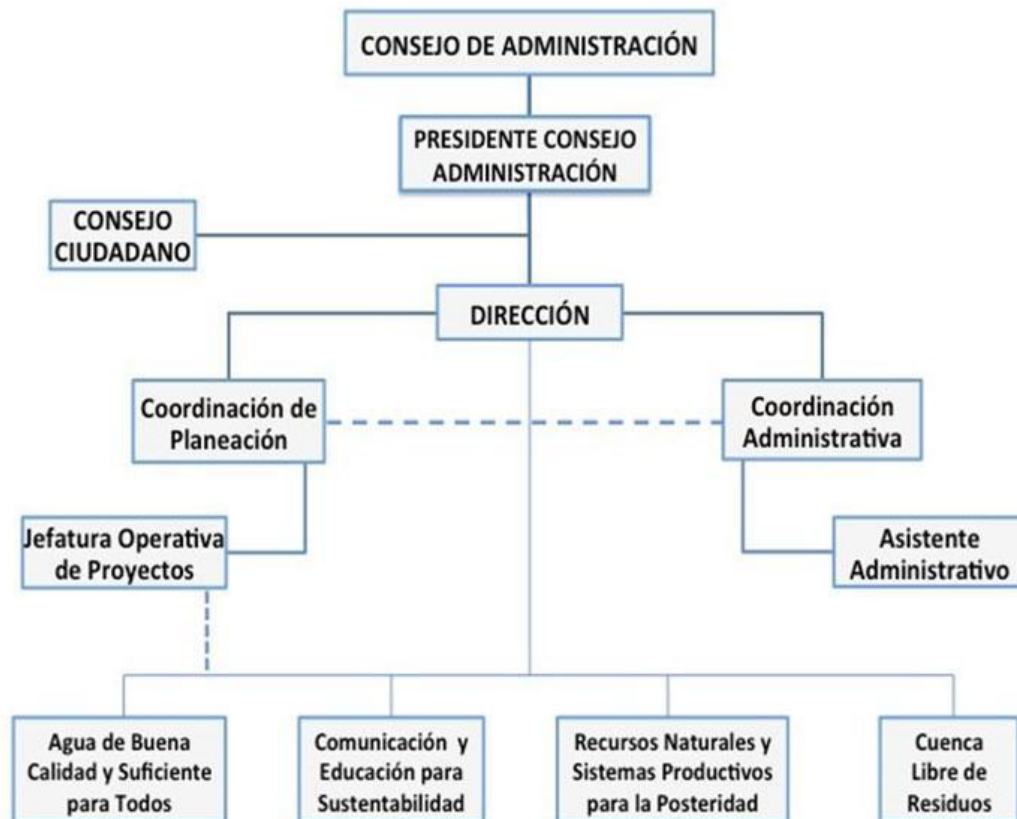 CONSEJO DE ADMINISTRACIÓN
PRESIDENTE CONSEJO
ADMINISTRACIÓN
CONSEJO
CIUDADANO
DIRECCIÓN
Coordinación de
Planeación
Coordinación
Administrativa
Jefatura Operativa
de Proyectos
Asistente
Administrativo
Agua de Buena
Calidad y Suficiente
para Todos
Comunicación y
Educación para
Sustentabilidad
Recursos Naturales y
Sistemas Productivos
para la Posteridad
Cuenca
Libre de
Residuos